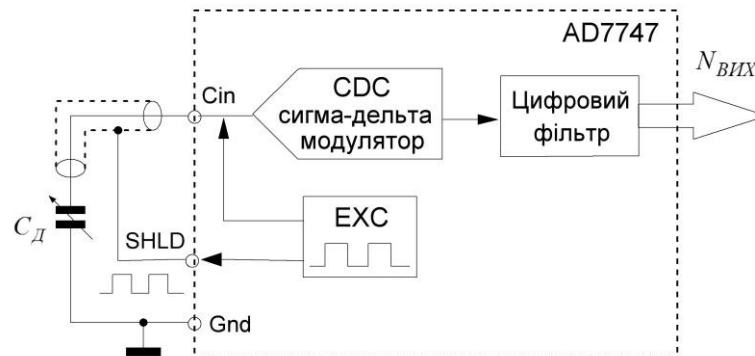 AD7747
N_ВИХ
Cin
CDC
сигма-дельта
модулятор
Цифровий
фільтр
EXC
C_Д
SHLD
Gnd